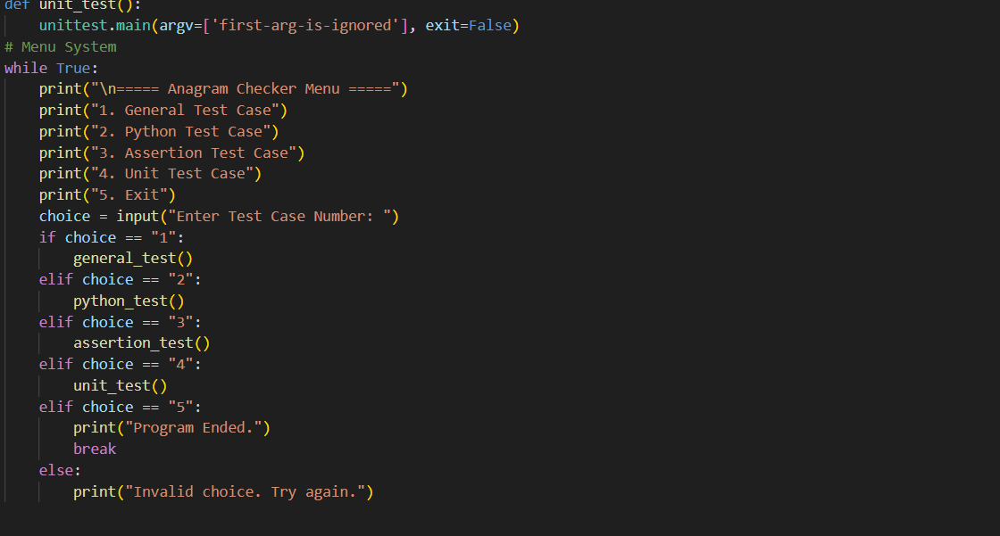 def unit_test():
    unittest.main(argv=['first-arg-is-ignored'], exit=False)
# Menu System
while True:
    print("\n===== Anagram Checker Menu =====")
    print("1. General Test Case")
    print("2. Python Test Case")
    print("3. Assertion Test Case")
    print("4. Unit Test Case")
    print("5. Exit")
    choice = input("Enter Test Case Number: ")
    if choice == "1":
        general_test()
    elif choice == "2":
        python_test()
    elif choice == "3":
        assertion_test()
    elif choice == "4":
        unit_test()
    elif choice == "5":
        print("Program Ended.")
        break
    else:
        print("Invalid choice. Try again.")